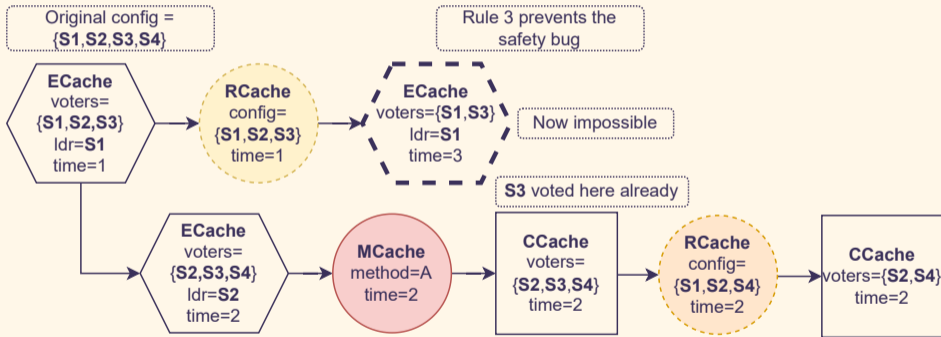 Original config =
{S1,S2,S3,S4}
Rule 3 prevents the
safety bug
ECache
voters=
{S1,S2,S3}
ldr=S1
time=1
RCache
config=
{S1,S2,S3}
time=1
ECache
voters={S1,S3}
ldr=S1
time=3
Now impossible
S3 voted here already
ECache
voters=
{S2,S3,S4}
ldr=S2
time=2
MCache
method=A
time=2
CCache
voters=
{S2,S3,S4}
time=2
RCache
config=
{S1,S2,S4}
time=2
CCache
voters={S2,S4}
time=2